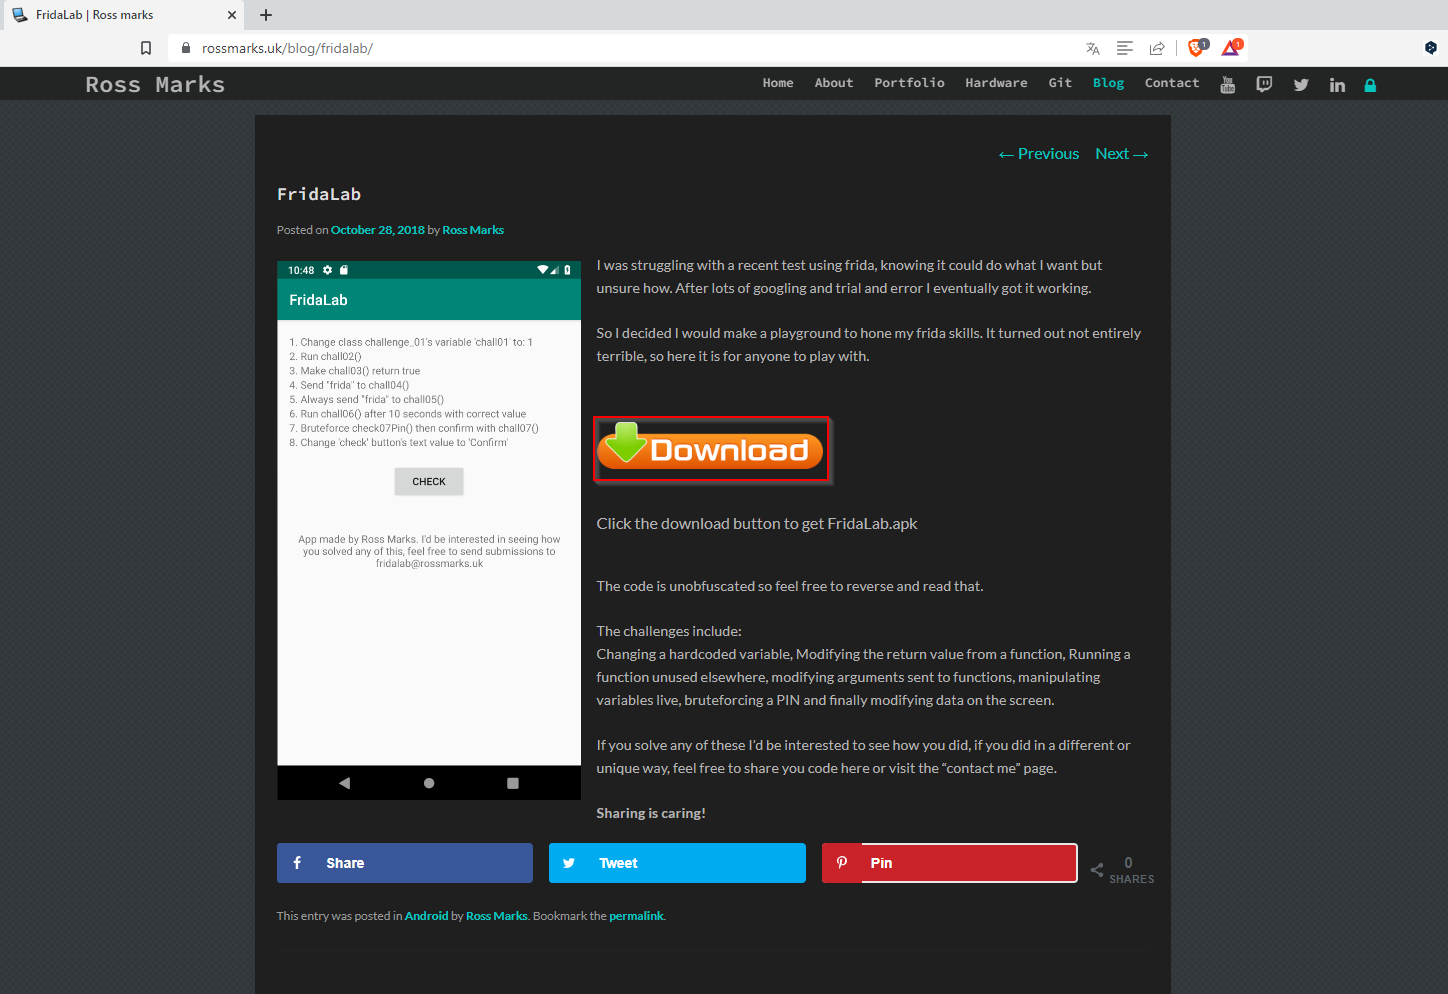 FridaLab | Ross marks
rossmarks.uk/blog/fridalab/
1
1
Ross Marks
Home About Portfolio Hardware Git Blog Contact
You
Tube
in
← Previous Next →
FridaLab
Posted on October 28, 2018 by Ross Marks
10:48
FridaLab
1. Change class challenge_01's variable 'chall01' to: 1
2. Run chall02()
3. Make chall03() return true
4. Send "frida" to chall04()
5. Always send "frida" to chall05()
6. Run chall06() after 10 seconds with correct value
7. Bruteforce check07Pin() then confirm with chall07()
8. Change 'check' button's text value to 'Confirm'
CHECK
App made by Ross Marks. I'd be interested in seeing how
you solved any of this, feel free to send submissions to
fridalab@rossmarks.uk
I was struggling with a recent test using frida, knowing it could do what I want but
unsure how. After lots of googling and trial and error I eventually got it working.
So I decided I would make a playground to hone my frida skills. It turned out not entirely
terrible, so here it is for anyone to play with.
Download
Click the download button to get FridaLab.apk
The code is unobfuscated so feel free to reverse and read that.
The challenges include:
Changing a hardcoded variable, Modifying the return value from a function, Running a
function unused elsewhere, modifying arguments sent to functions, manipulating
variables live, bruteforcing a PIN and finally modifying data on the screen.
If you solve any of these I'd be interested to see how you did, if you did in a different or
unique way, feel free to share you code here or visit the “contact me” page.
Sharing is caring!
Share
Tweet
Pin
0
SHARES
This entry was posted in Android by Ross Marks. Bookmark the permalink.